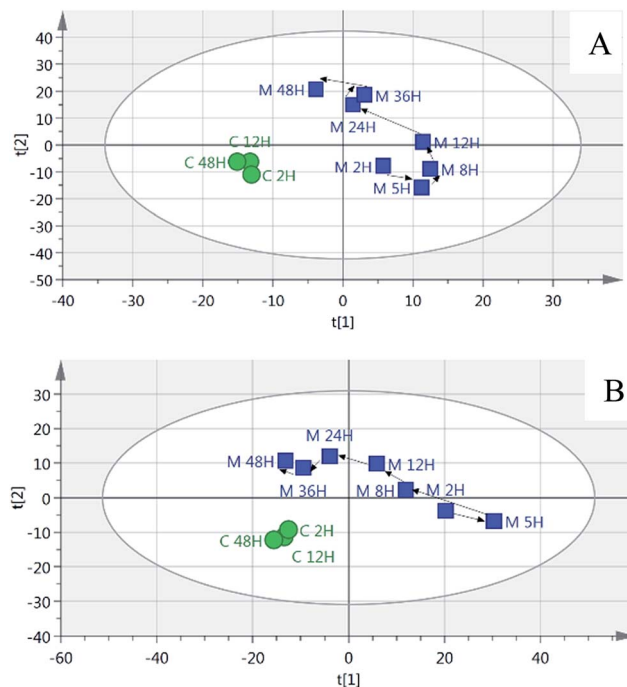 A
40
30
20
10
0
-10
-20
-30
-40
-50
t[2]
M 48H
M 36H
M 24H
C 12H
M 12H
C 48H
M 2H
M 8H
C 2H
M 5H
-40 -30 -20 -10 0 10 20 30
t[1]
B
30
20
10
0
-10
-20
-30
-40
t[2]
M 24H
M 48H
M 12H
M 36H
M 8H
M 2H
M 5H
C 2H
C 48H
C 12H
-60 -40 -20 0 20 40
t[1]